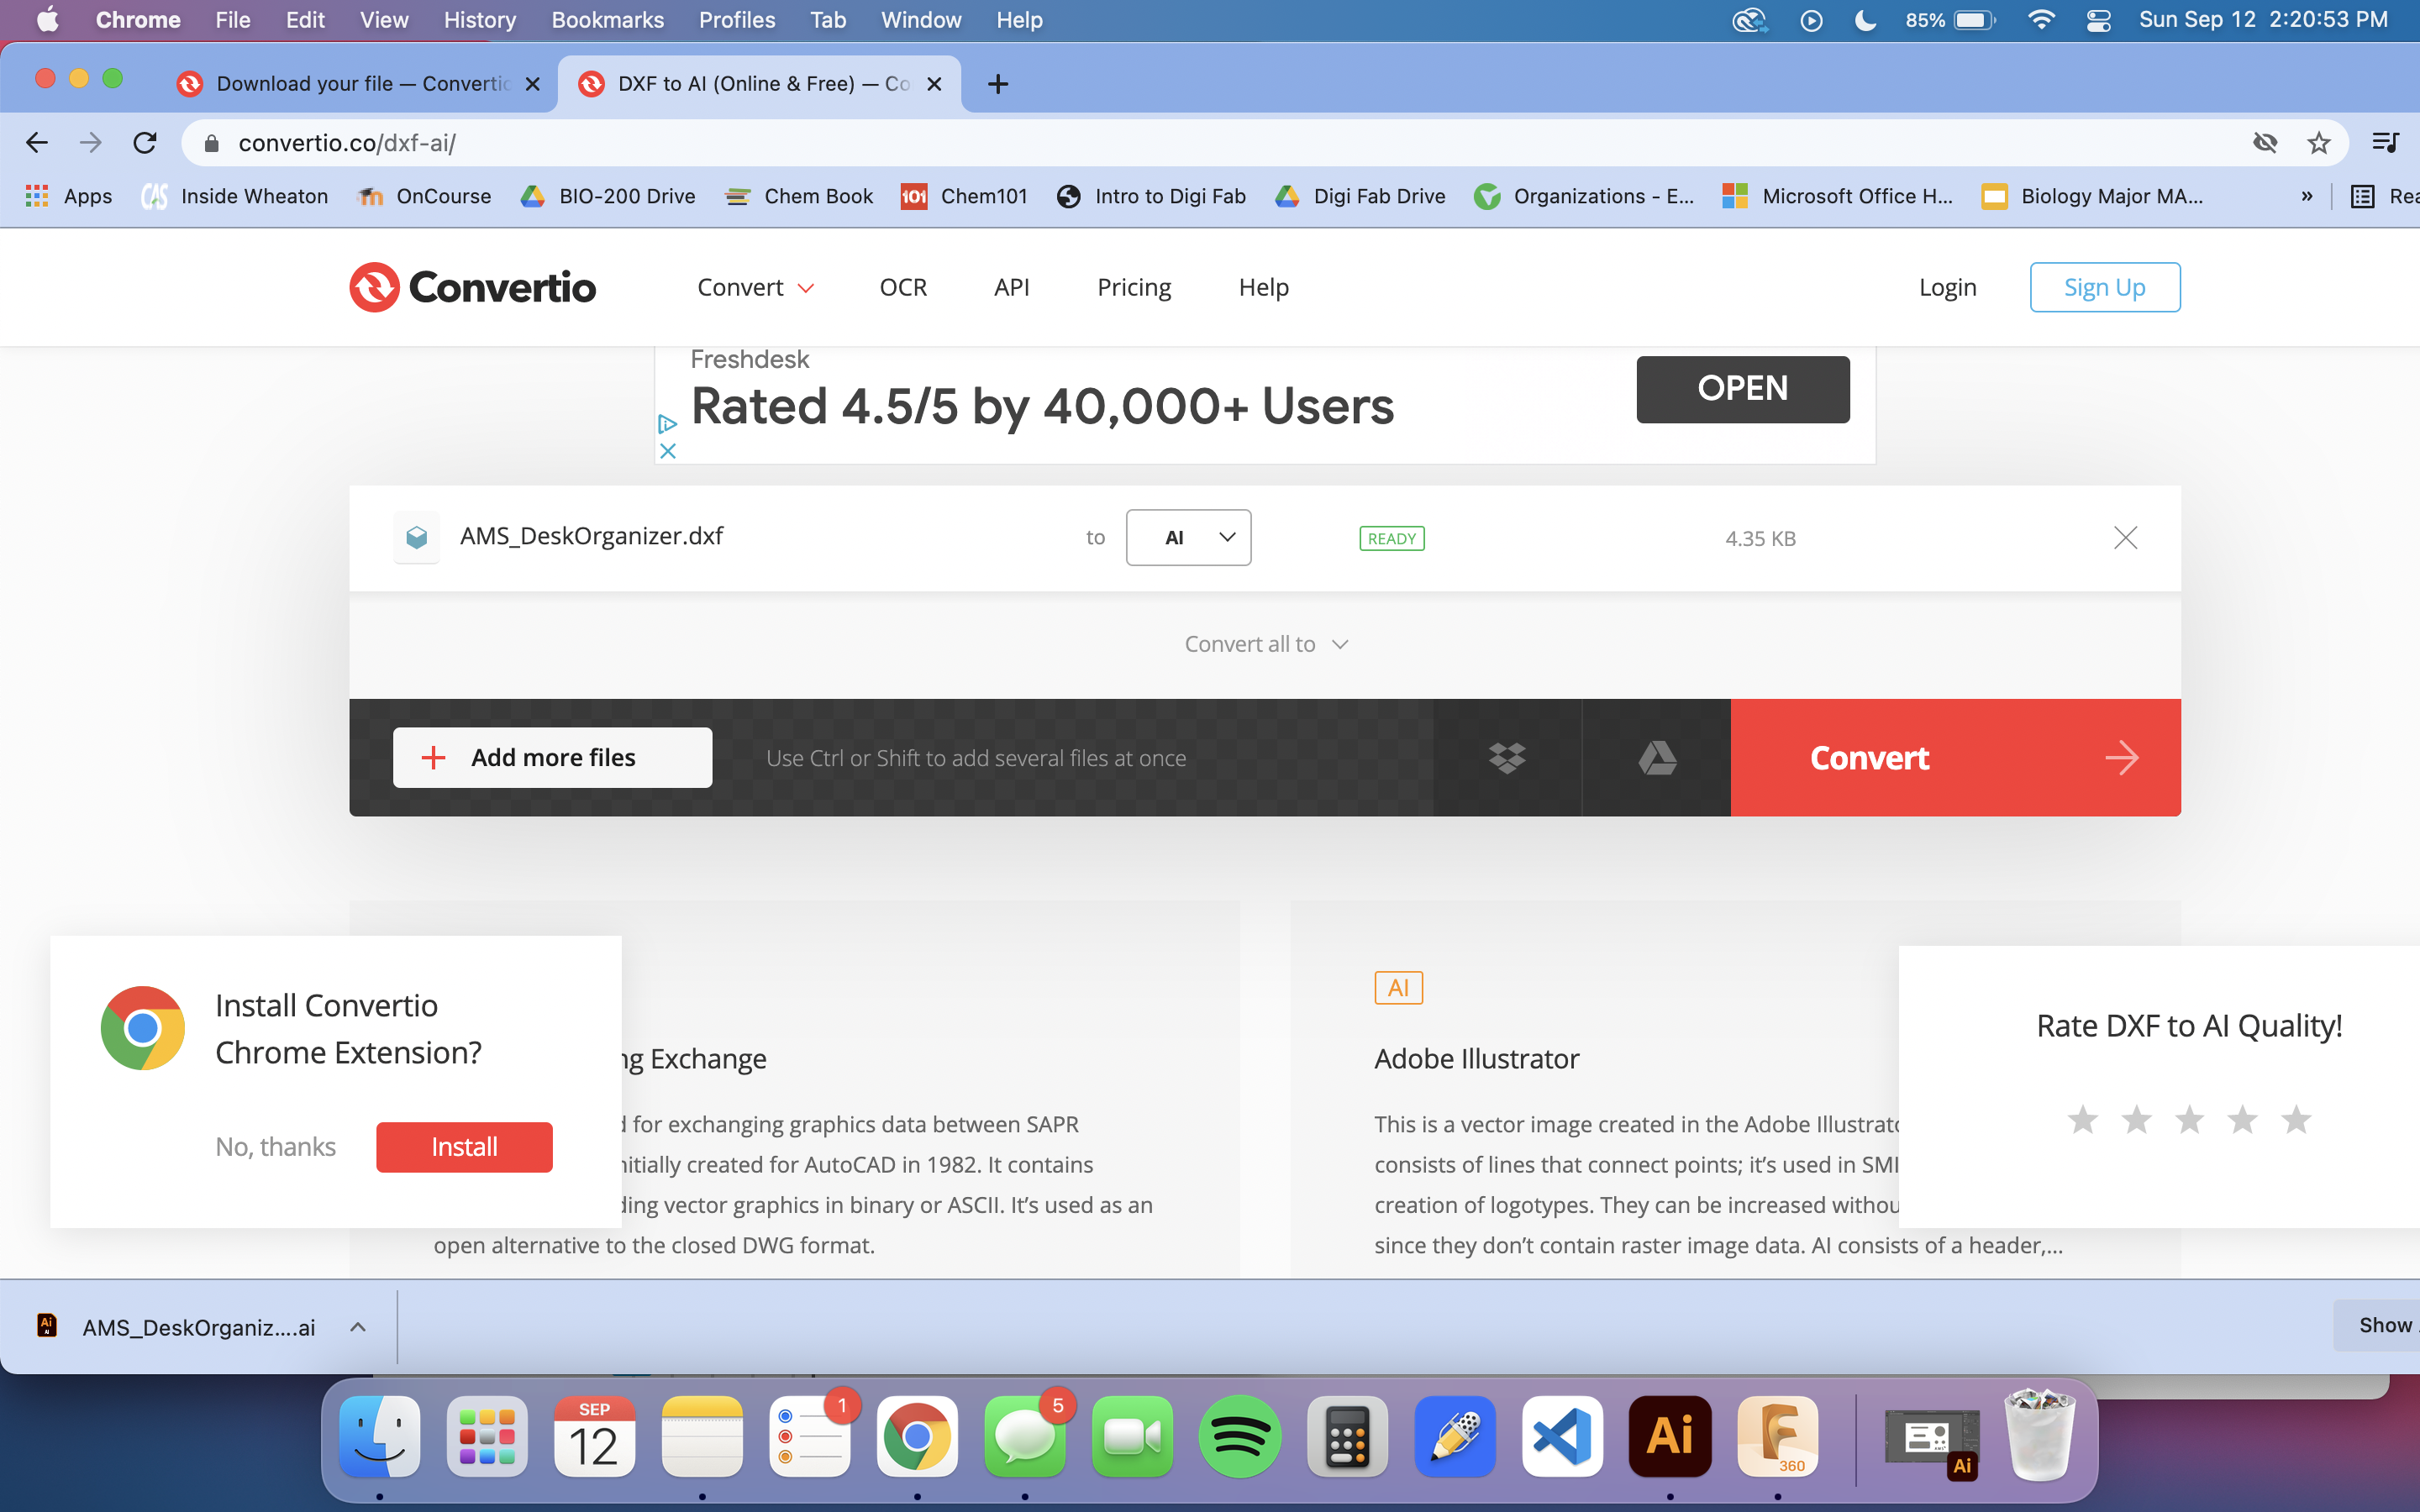 Chrome File Edit View History Bookmarks Profiles Tab Window Help 85% Sun Sep 12 2:20:53 PM
Download your file — Convertio DXF to AI (Online & Free) — Co
convertio.co/dxf-ai/
Apps CAS Inside Wheaton OnCourse BIO-200 Drive Chem Book 101 Chem101 Intro to Digi Fab Digi Fab Drive Organizations - E... Microsoft Office H... Biology Major MA... » Rea
Convertio Convert OCR API Pricing Help Login Sign Up
Freshdesk
Rated 4.5/5 by 40,000+ Users OPEN
AMS_DeskOrganizer.dxf to AI READY 4.35 KB
Convert all to
Add more files Use Ctrl or Shift to add several files at once Convert
Install Convertio
Chrome Extension?
No, thanks Install
ng Exchange
d for exchanging graphics data between SAPR
nitially created for AutoCAD in 1982. It contains
ding vector graphics in binary or ASCII. It's used as an
open alternative to the closed DWG format.
AI
Adobe Illustrator
This is a vector image created in the Adobe Illustrato
consists of lines that connect points; it's used in SMI
creation of logotypes. They can be increased withou
since they don't contain raster image data. AI consists of a header,...
Rate DXF to AI Quality!
Ai AMS_DeskOrganiz....ai Show
SEP
12
1
5
Ai
F
360
Ai